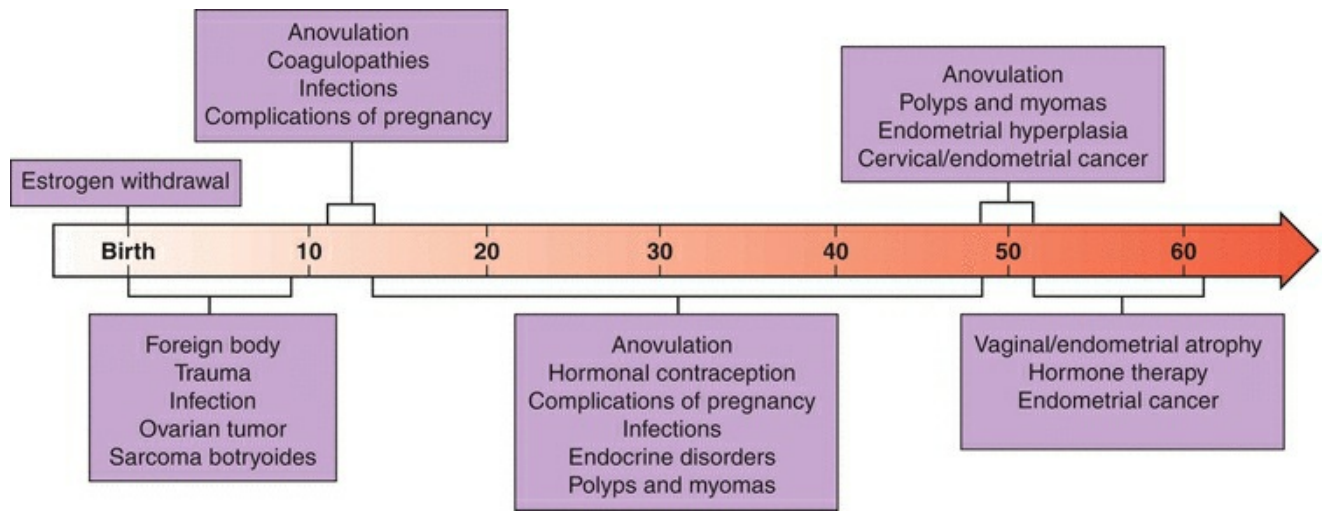 Anovulation
Coagulopathies
Infections
Complications of pregnancy
Anovulation
Polyps and myomas
Endometrial hyperplasia
Cervical/endometrial cancer
Estrogen withdrawal
Birth 10 20 30 40 50 60
Foreign body
Trauma
Infection
Ovarian tumor
Sarcoma botryoides
Anovulation
Hormonal contraception
Complications of pregnancy
Infections
Endocrine disorders
Polyps and myomas
Vaginal/endometrial atrophy
Hormone therapy
Endometrial cancer